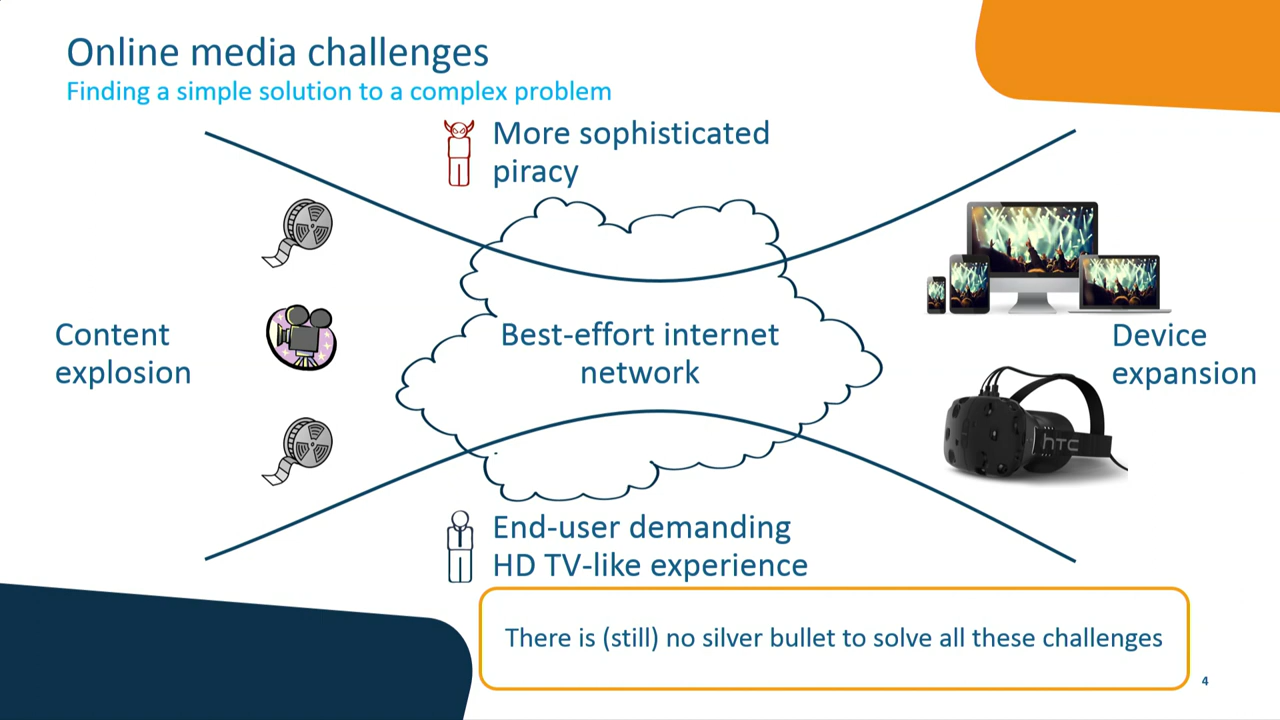 Online media challenges
Finding a simple solution to a complex problem
More sophisticated
piracy
Content
explosion
Best-effort internet
network
Device
expansion
hTC
End-user demanding
HD TV-like experience
There is (still) no silver bullet to solve all these challenges
4